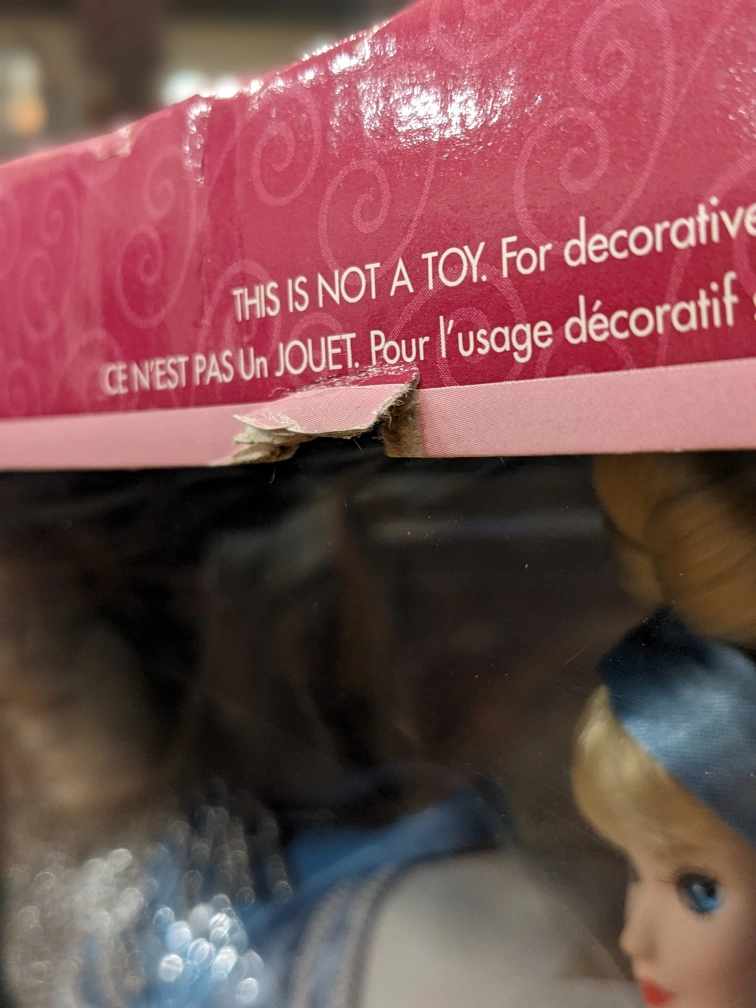 THIS IS NOT A TOY. For decorative
CE N'EST PAS Un JOUET. Pour l'usage décoratif